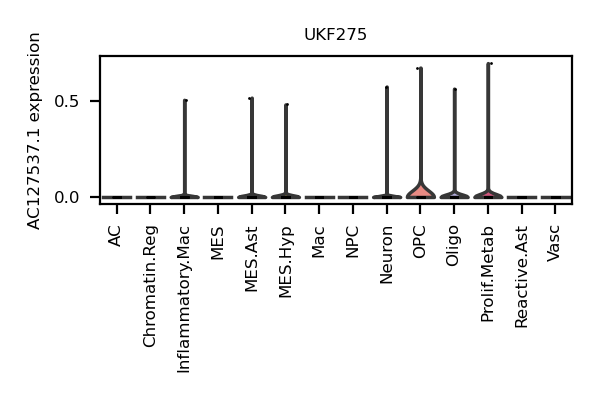 UKF275
AC127537.1 expression
0.5
0.0
AC
Chromatin.Reg
Inflammatory.Mac
MES
MES.Ast
MES.Hyp
Mac
NPC
Neuron
OPC
Oligo
Prolif.Metab
Reactive.Ast
Vasc